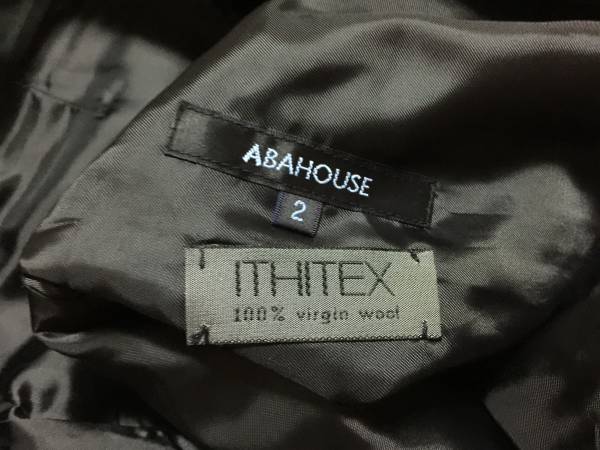 ABAHOUSE
2
ITHITEX
100% virgin wool